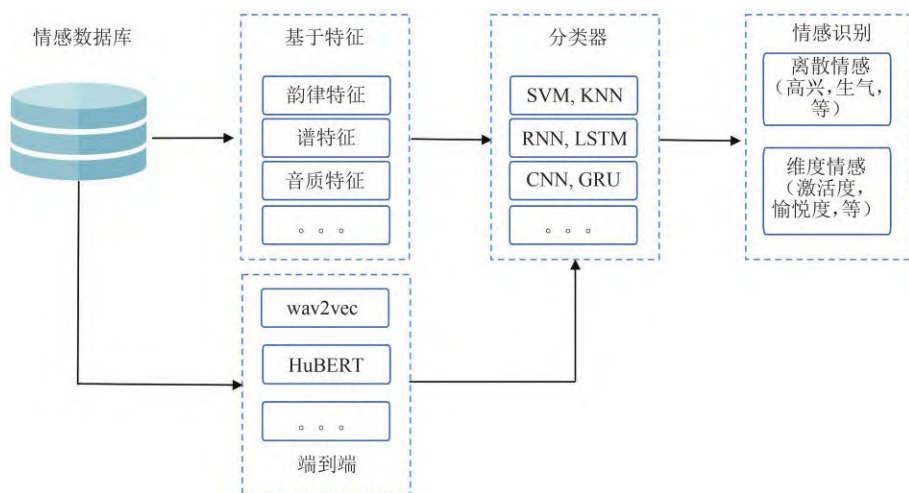 情感数据库
基于特征
韵律特征
谱特征
音质特征
。。。
wav2vec
HuBERT
。。。
端到端
分类器
SVM, KNN
RNN, LSTM
CNN, GRU
。。。
情感识别
离散情感
（高兴，生气，
等）
维度情感
（激活度，
愉悦度，等）